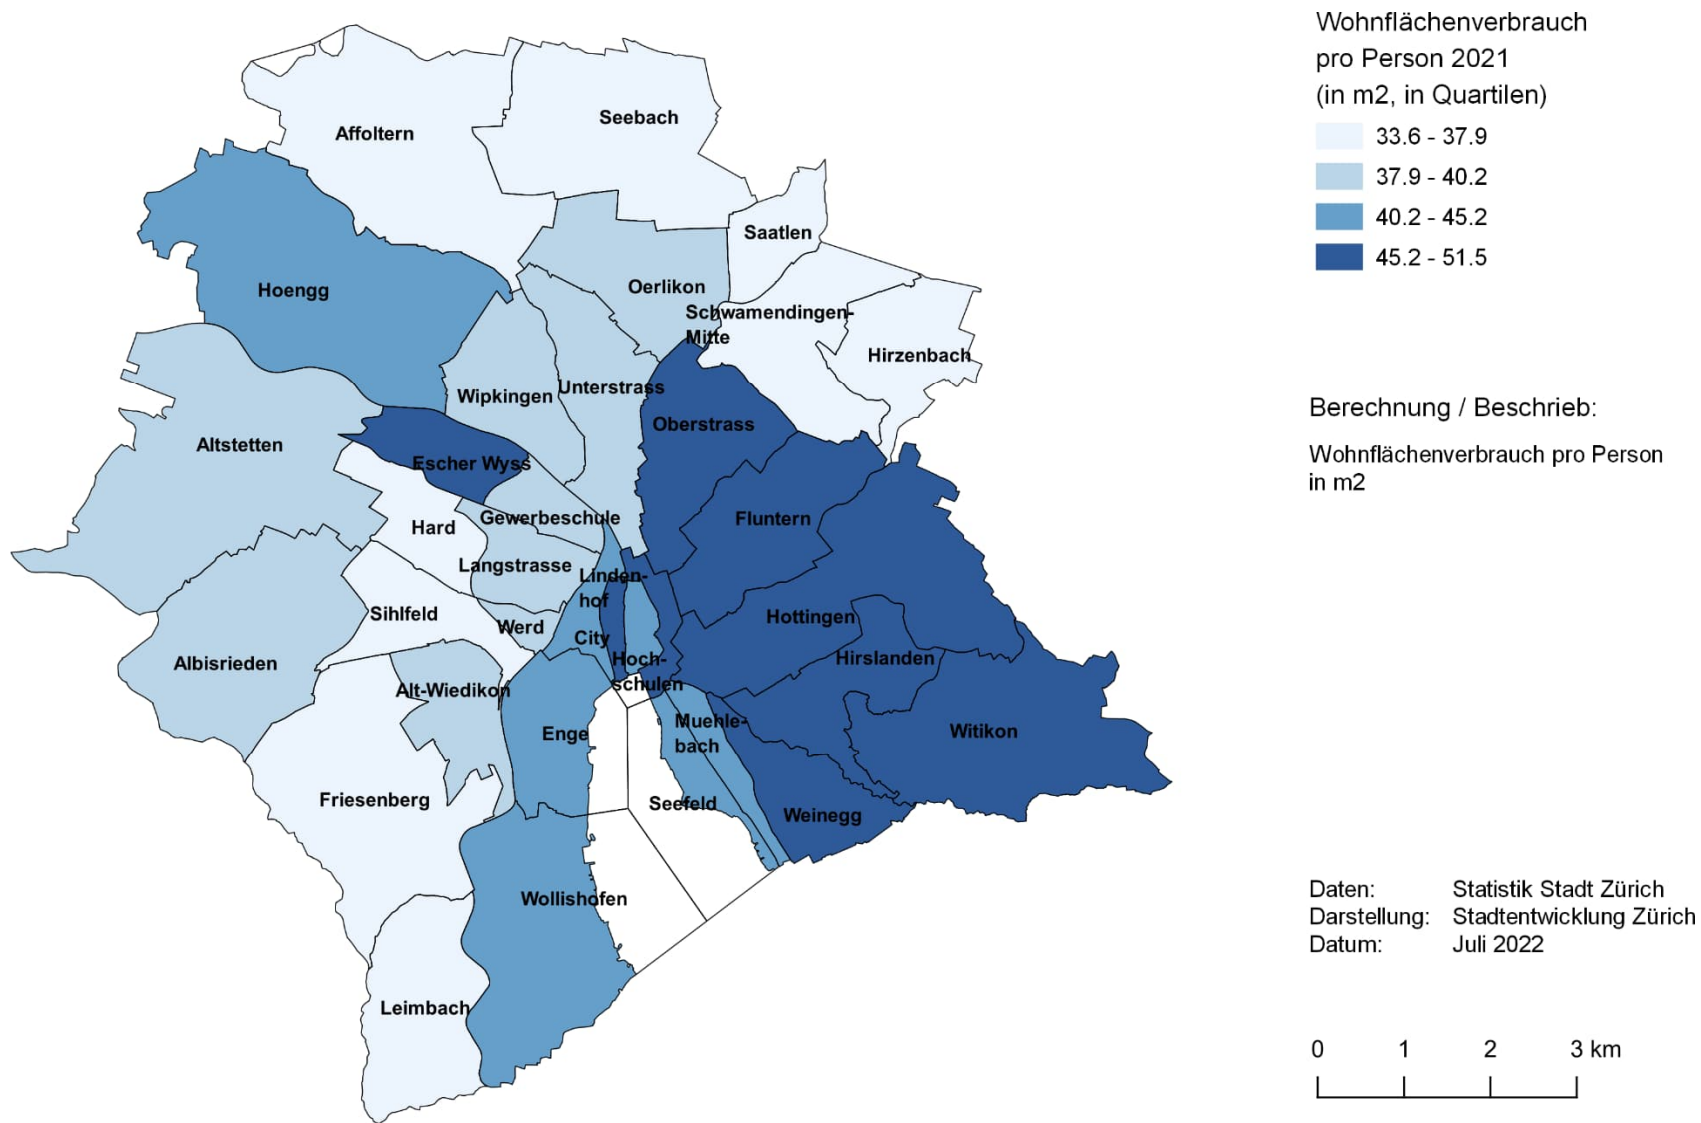 Wohnflächenverbrauch
pro Person 2021
(in m2, in Quartilen)
33.6 - 37.9
37.9 - 40.2
40.2 - 45.2
45.2 - 51.5
Berechnung / Beschrieb:
Wohnflächenverbrauch pro Person
in m2
Daten: Statistik Stadt Zürich
Darstellung: Stadtentwicklung Zürich
Datum: Juli 2022
0 1 2 3 km
Affoltern
Seebach
Saatlen
Hoengg
Oerlikon
Schwamendingen-
Mitte
Hirzenbach
Wipkingen
Unterstrass
Oberstrass
Altstetten
Escher Wyss
Hard
Gewerbeschule
Fluntern
Langstrasse
Linden-
hof
Sihlfeld
Werd
City
Hottingen
Albisrieden
Hoch-
schulen
Hirslanden
Alt-Wiedikon
Enge
Muehle-
bach
Witikon
Friesenberg
Seefeld
Weinegg
Wollishofen
Leimbach